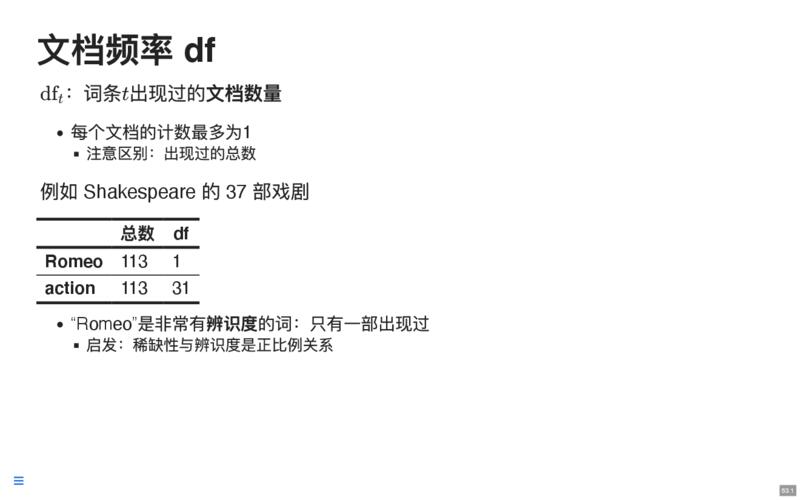 文档频率 df
df_t：词条t出现过的文档数量
• 每个文档的计数最多为1
▪ 注意区别：出现过的总数
例如 Shakespeare 的 37 部戏剧
总数 df
Romeo 113 1
action 113 31
• “Romeo”是非常有辨识度的词：只有一部出现过
▪ 启发：稀缺性与辨识度是正比例关系
53.1